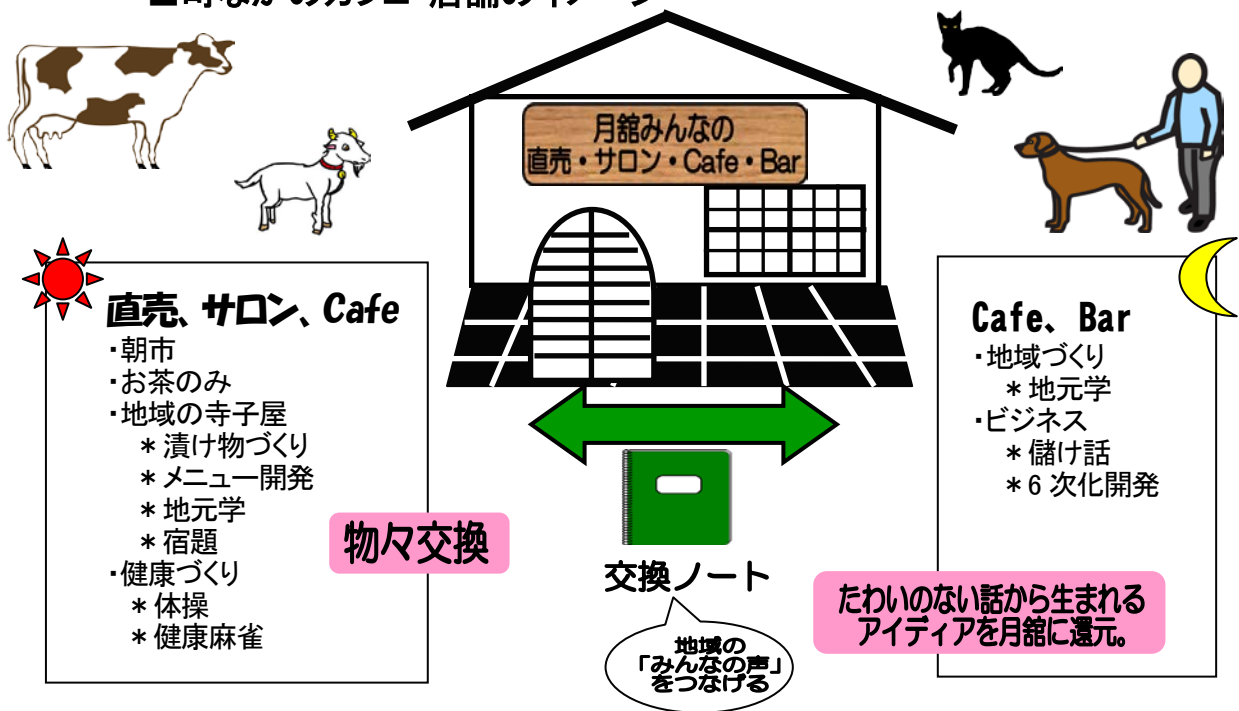 月舘みんなの
直売・サロン・Cafe・Bar
直売、サロン、Cafe
・朝市
・お茶のみ
・地域の寺子屋
＊漬け物づくり
＊メニュー開発
＊地元学
＊宿題
・健康づくり
＊体操
＊健康麻雀
物々交換
交換ノート
地域の
「みんなの声」
をつなげる
Cafe、Bar
・地域づくり
＊地元学
・ビジネス
＊儲け話
＊6次化開発
たわいのない話から生まれる
アイディアを月舘に還元。